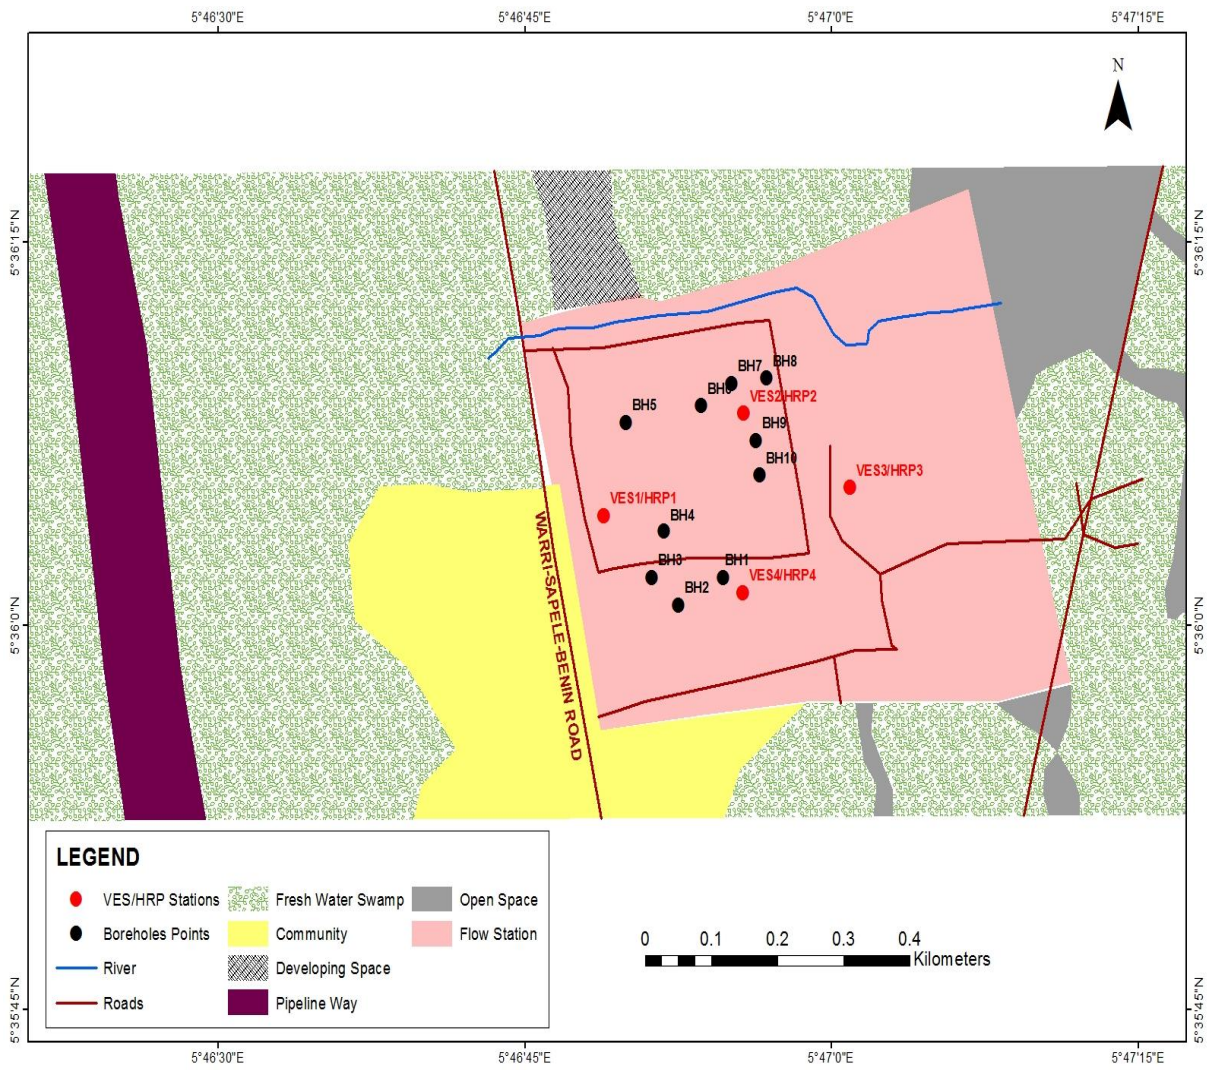 5°46'30"E 5°46'45"E 5°47'0"E 5°47'15"E
N
5°36'15"N 5°36'15"N
BH7 BH8
BH6 VES2/HRP2
BH5
BH9
BH10
VES3/HRP3
VES1/HRP1
BH4
BH3 BH1 VES4/HRP4
BH2
WARRI-SAPELE-BENIN ROAD
5°36'0"N 5°36'0"N
LEGEND
VES/HRP Stations Fresh Water Swamp Open Space
Boreholes Points Community Flow Station
River Developing Space
Roads Pipeline Way
0 0.1 0.2 0.3 0.4
Kilometers
5°35'45"N 5°35'45"N
5°46'30"E 5°46'45"E 5°47'0"E 5°47'15"E